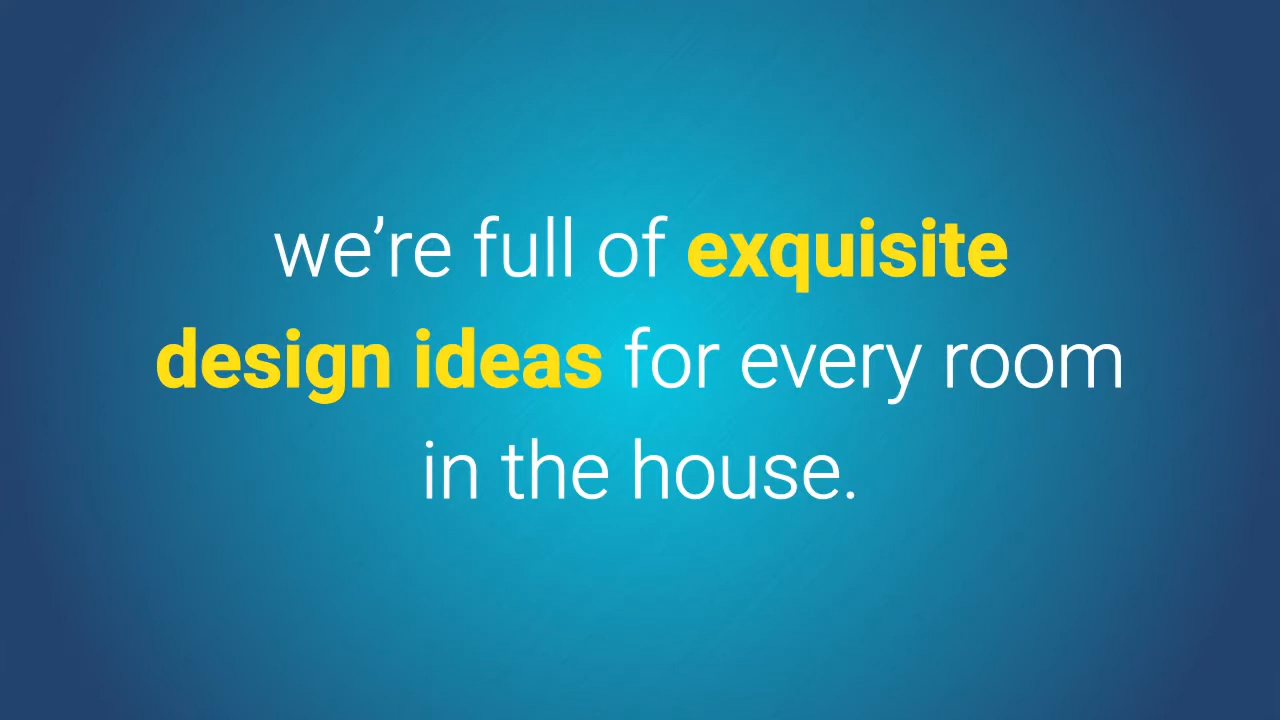 we’re full of exquisite
design ideas for every room
in the house.